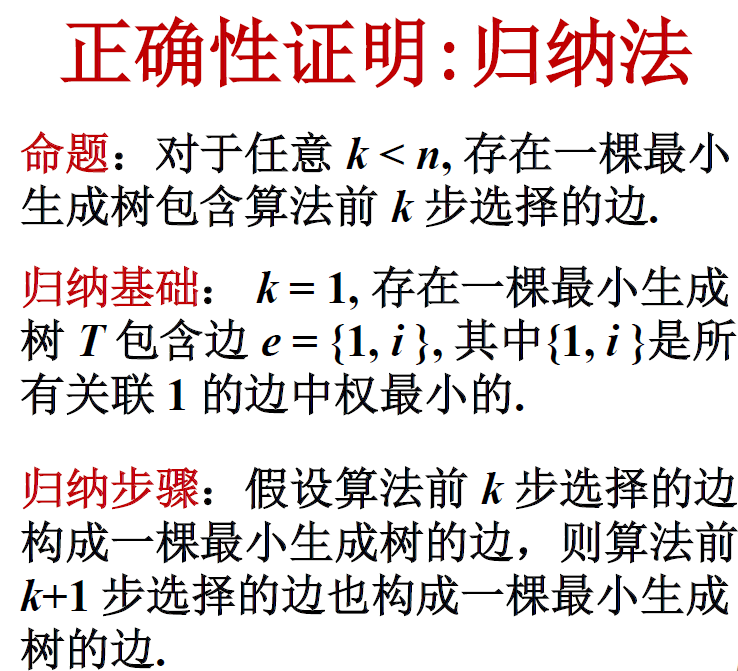 正确性证明:归纳法
命题：对于任意 k < n, 存在一棵最小
生成树包含算法前 k 步选择的边.
归纳基础： k = 1, 存在一棵最小生成
树 T 包含边 e = {1, i }, 其中{1, i }是所
有关联 1 的边中权最小的.
归纳步骤：假设算法前 k 步选择的边
构成一棵最小生成树的边，则算法前
k+1 步选择的边也构成一棵最小生成
树的边.